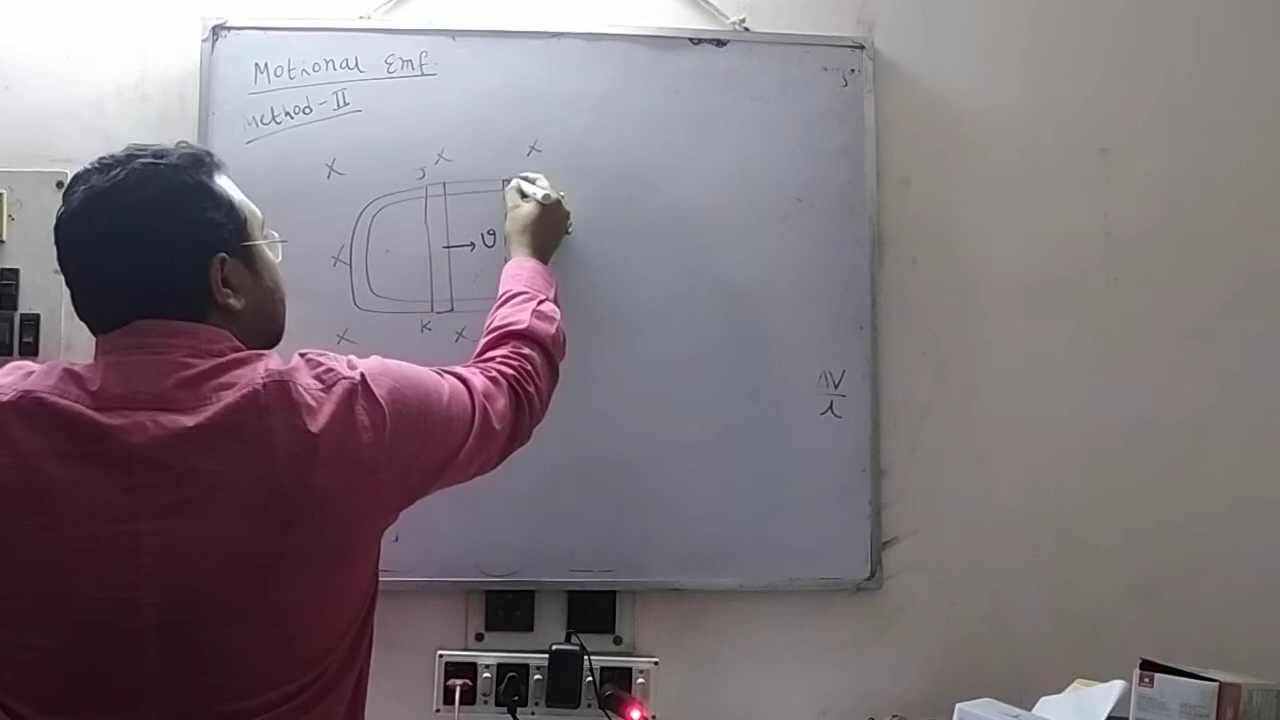 Motional Emf.
Method-II
X X X
J
X → v
K
X X
ΔV
l